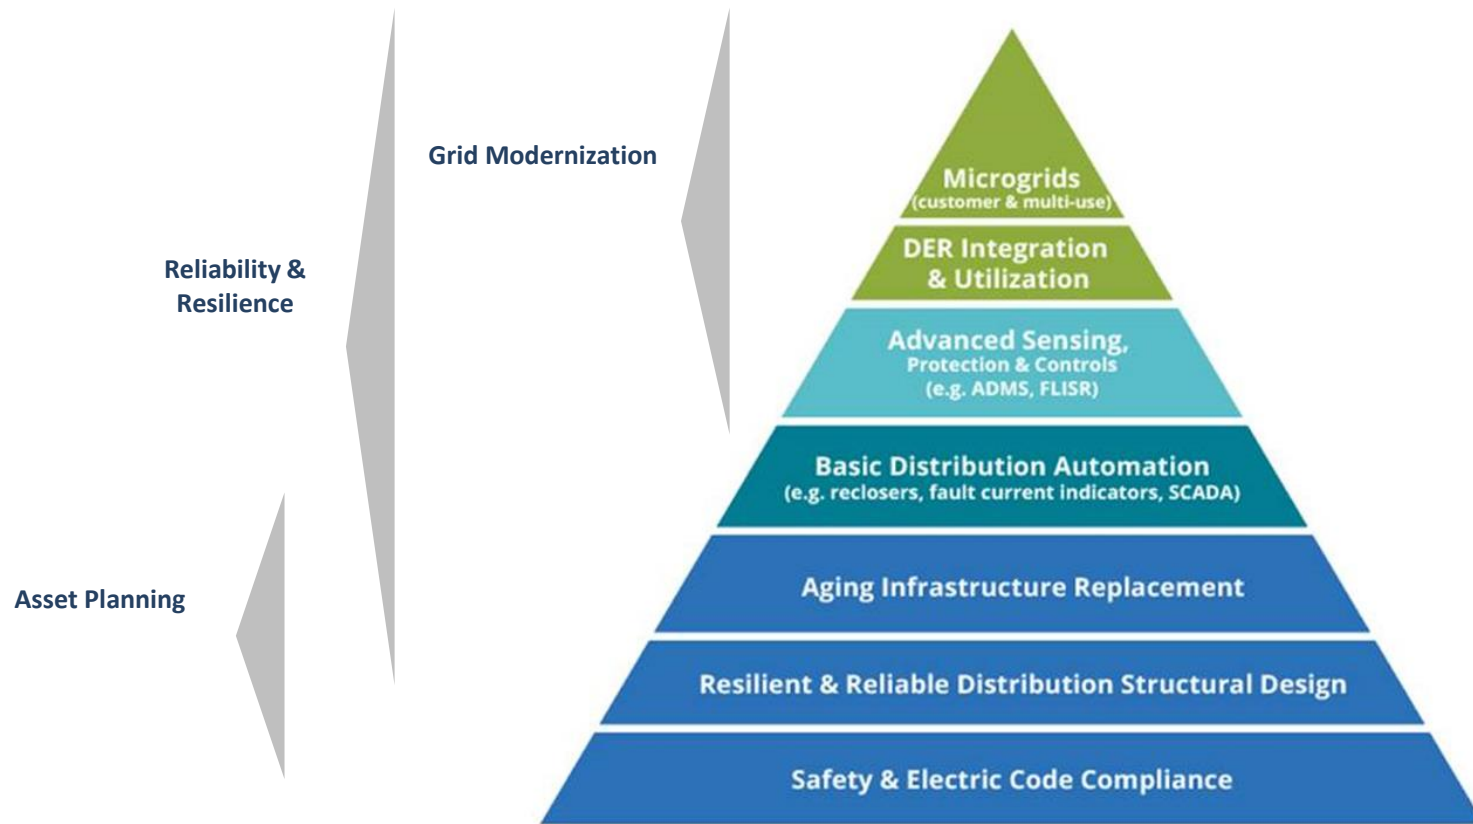 Grid Modernization
Reliability &
Resilience
Asset Planning
Microgrids
(customer & multi-use)
DER Integration
& Utilization
Advanced Sensing,
Protection & Controls
(e.g. ADMS, FLISR)
Basic Distribution Automation
(e.g. reclosers, fault current indicators, SCADA)
Aging Infrastructure Replacement
Resilient & Reliable Distribution Structural Design
Safety & Electric Code Compliance